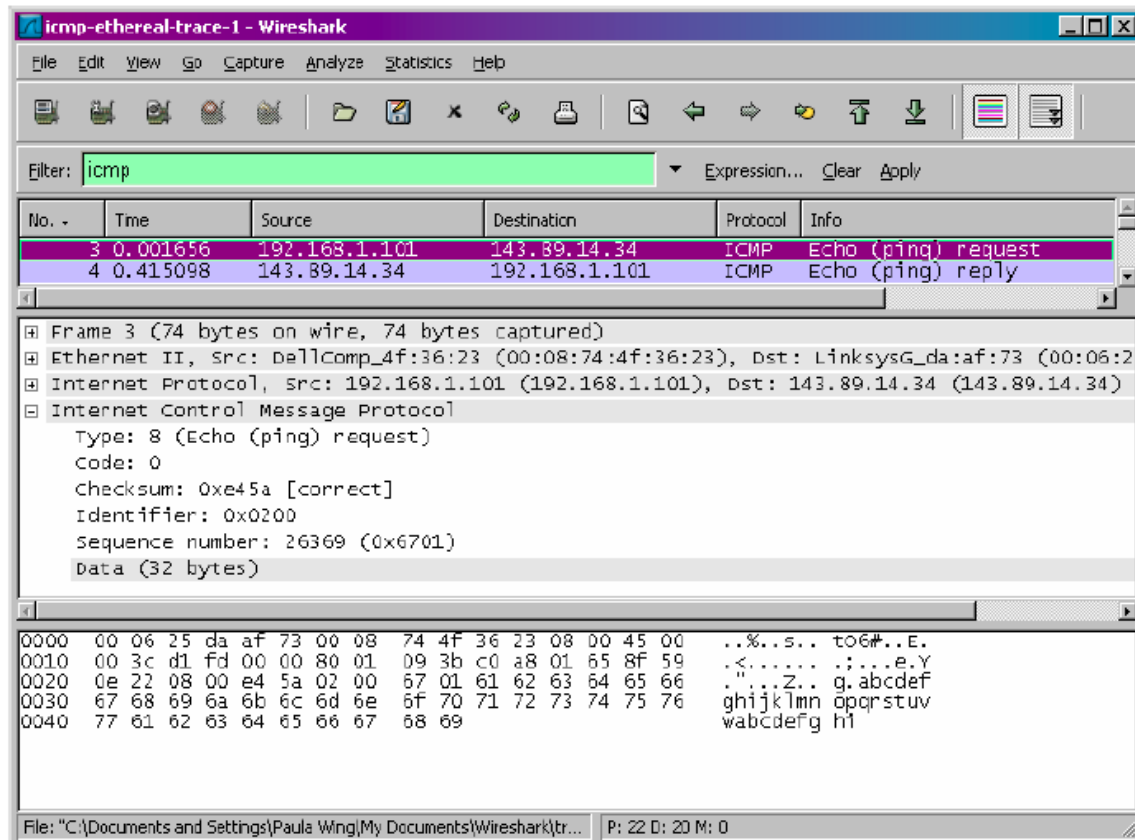 icmp-ethereal-trace-1 - Wireshark
File Edit View Go Capture Analyze Statistics Help
Filter: icmp Expression... Clear Apply
No. - Time Source Destination Protocol Info
3 0.001656 192.168.1.101 143.89.14.34 ICMP Echo (ping) request
4 0.415098 143.89.14.34 192.168.1.101 ICMP Echo (ping) reply
Frame 3 (74 bytes on wire, 74 bytes captured)
Ethernet II, Src: DellComp_4f:36:23 (00:08:74:4f:36:23), Dst: LinksysG_da:af:73 (00:06:2
Internet Protocol, Src: 192.168.1.101 (192.168.1.101), Dst: 143.89.14.34 (143.89.14.34)
Internet Control Message Protocol
Type: 8 (Echo (ping) request)
Code: 0
Checksum: 0xe45a [correct]
Identifier: 0x0200
Sequence number: 26369 (0x6701)
Data (32 bytes)
0000 00 06 25 da af 73 00 08 74 4f 36 23 08 00 45 00 ..%..s.. tO6#..E.
0010 00 3c d1 fd 00 00 80 01 09 3b c0 a8 01 65 8f 59 .<...... .;...e.Y
0020 0e 22 08 00 e4 5a 02 00 67 01 61 62 63 64 65 66 ."...Z.. g.abcdef
0030 67 68 69 6a 6b 6c 6d 6e 6f 70 71 72 73 74 75 76 ghijklmn opqrstuv
0040 77 61 62 63 64 65 66 67 68 69 wabcdefg hi
File: "C:\Documents and Settings\Paula Wing\My Documents\Wireshark\tr... P: 22 D: 20 M: 0